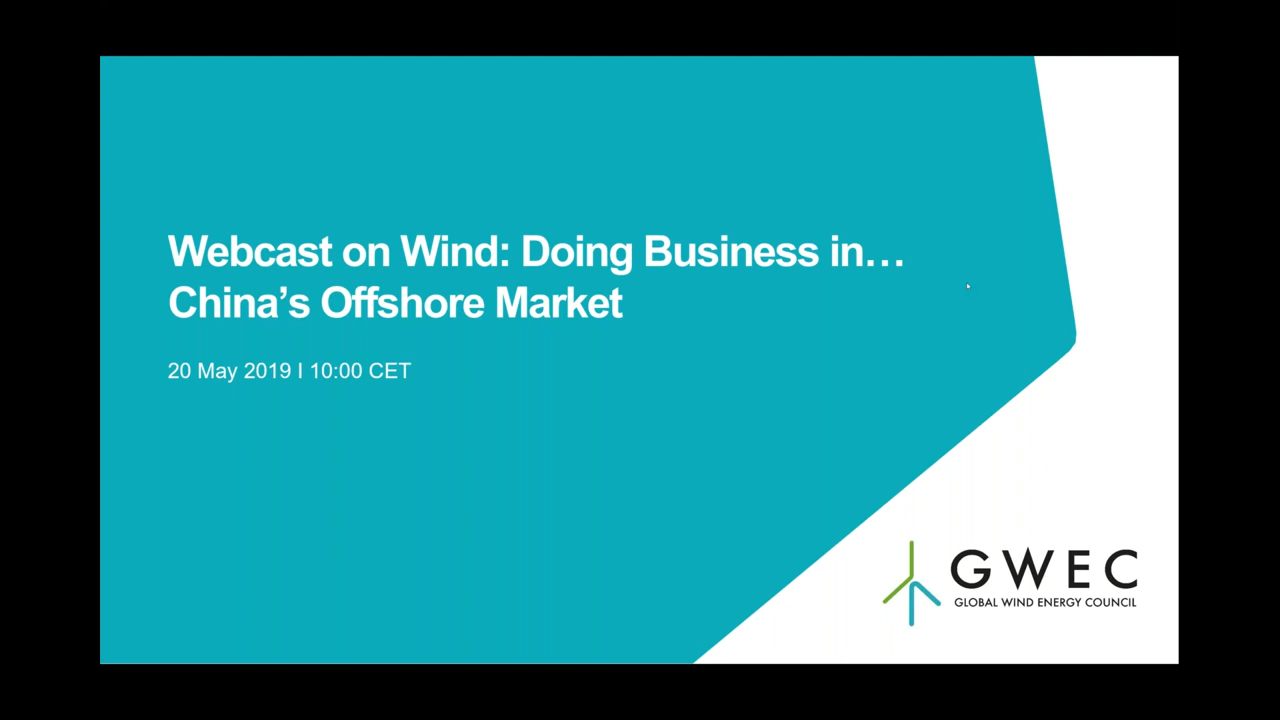 Webcast on Wind: Doing Business in…
China’s Offshore Market
20 May 2019 I 10:00 CET
GWEC
GLOBAL WIND ENERGY COUNCIL